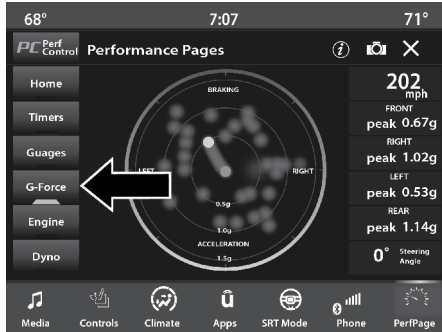 68° 7:07 71°
PC Perf Control Performance Pages
Home
Timers
Guages
G-Force
Engine
Dyno
BRAKING
LEFT
RIGHT
0.5g
1.0g
ACCELERATION
1.5g
202 mph
FRONT
peak 0.67g
RIGHT
peak 1.02g
LEFT
peak 0.53g
REAR
peak 1.14g
0° Steering Angle
Media Controls Climate Apps SRT Mode Phone PerfPage